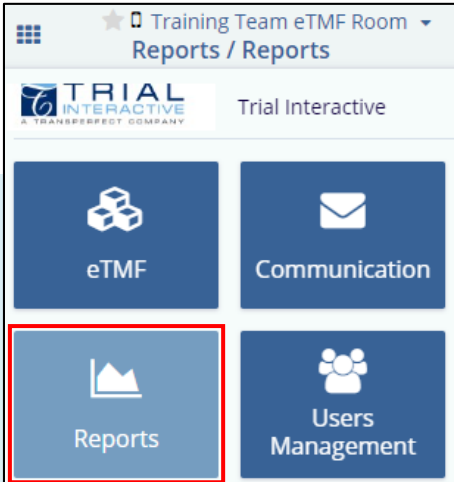 Training Team eTMF Room
Reports / Reports
TRIAL
INTERACTIVE
A TRANSPERFECT COMPANY
Trial Interactive
eTMF
Communication
Reports
Users
Management